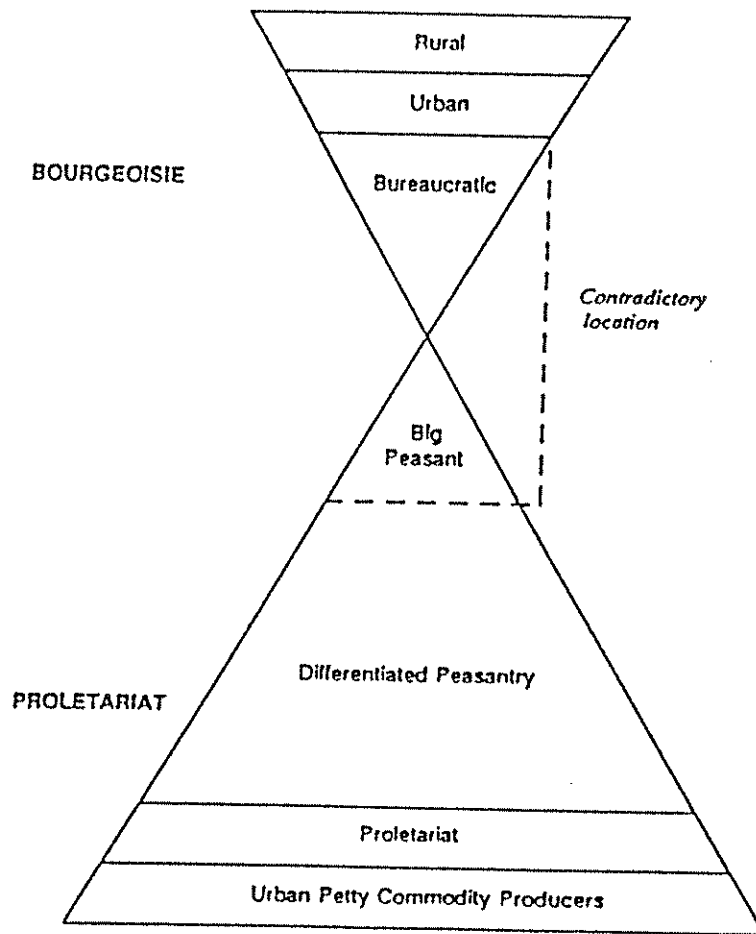 Rural
Urban
BOURGEOISIE
Bureaucratic
Contradictory
location
Big
Peasant
Differentiated Peasantry
PROLETARIAT
Proletariat
Urban Petty Commodity Producers